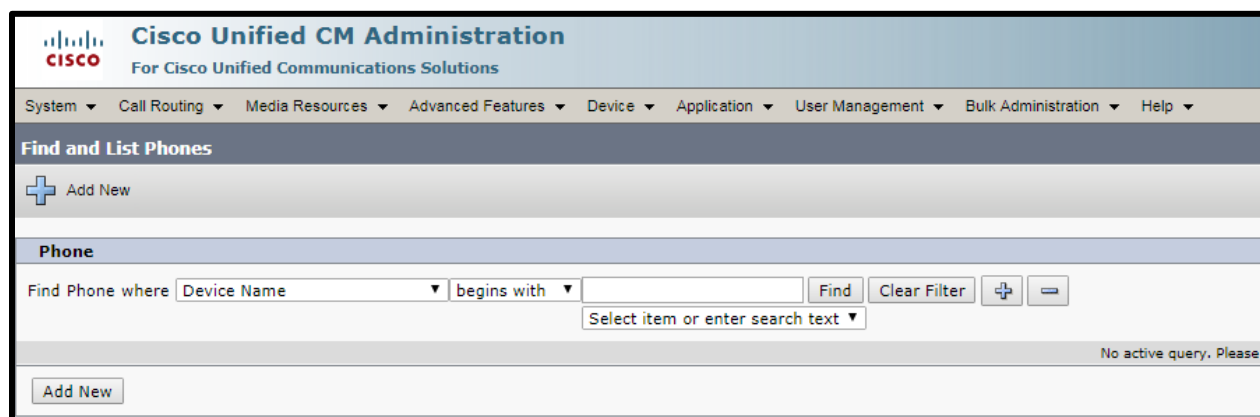 CISCO
Cisco Unified CM Administration
For Cisco Unified Communications Solutions
System Call Routing Media Resources Advanced Features Device Application User Management Bulk Administration Help
Find and List Phones
Add New
Phone
Find Phone where Device Name begins with Find Clear Filter
Select item or enter search text
No active query. Please
Add New